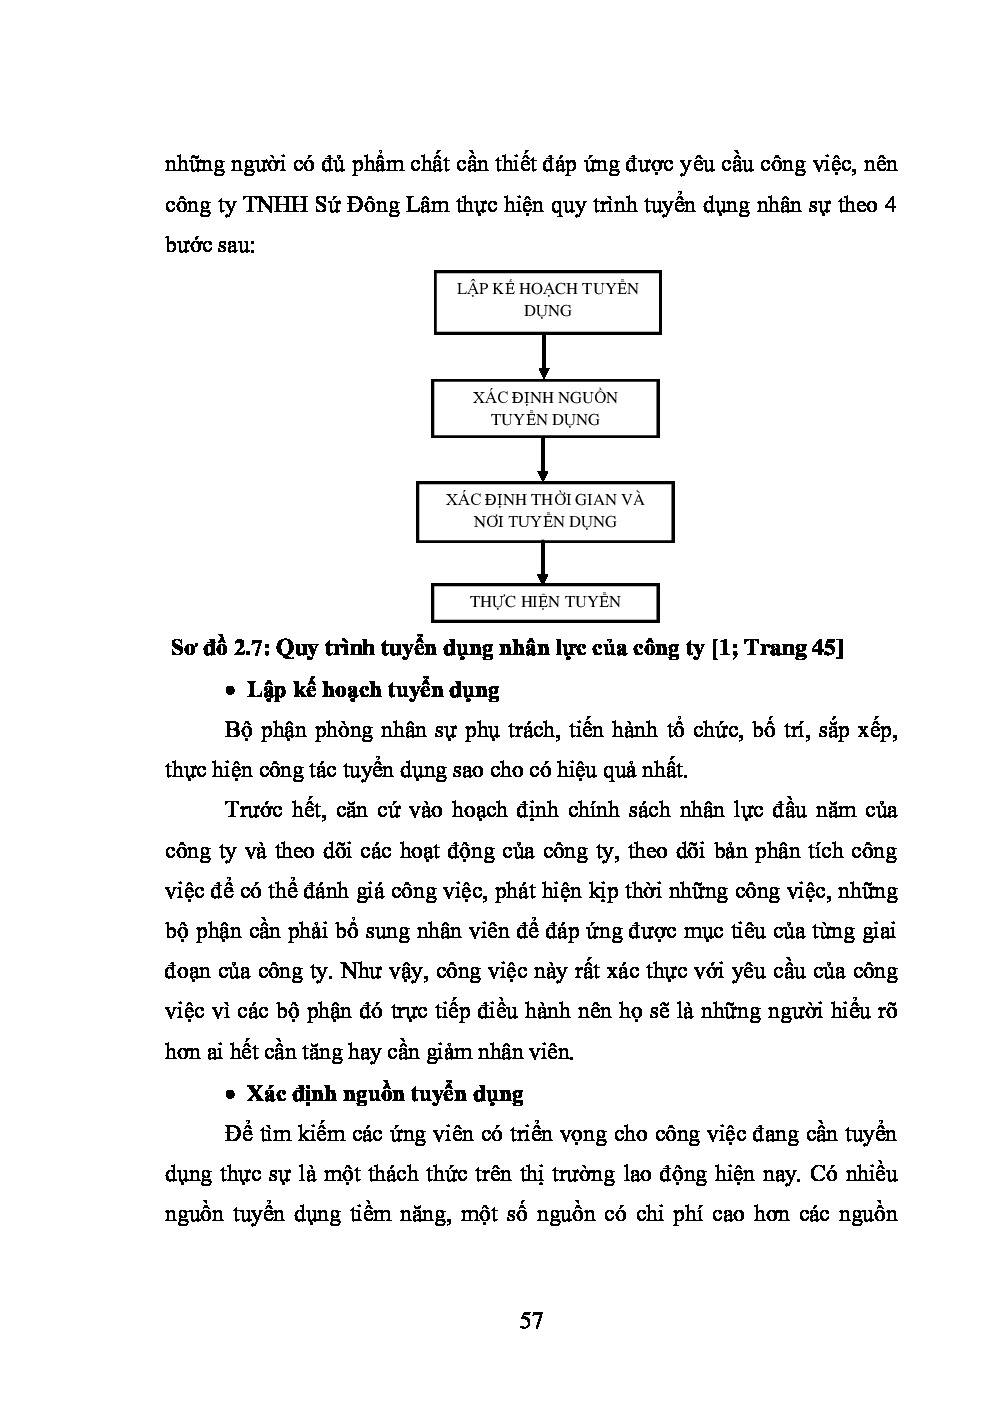 những người có đủ phẩm chất cần thiết đáp ứng được yêu cầu công việc, nên
công ty TNHH Sứ Đông Lâm thực hiện quy trình tuyển dụng nhân sự theo 4
bước sau:
LẬP KẾ HOẠCH TUYỂN
DỤNG
XÁC ĐỊNH NGUỒN
TUYỂN DỤNG
XÁC ĐỊNH THỜI GIAN VÀ
NƠI TUYỂN DỤNG
THỰC HIỆN TUYỂN
Sơ đồ 2.7: Quy trình tuyển dụng nhân lực của công ty [1; Trang 45]
• Lập kế hoạch tuyển dụng
Bộ phận phòng nhân sự phụ trách, tiến hành tổ chức, bố trí, sắp xếp,
thực hiện công tác tuyển dụng sao cho có hiệu quả nhất.
Trước hết, căn cứ vào hoạch định chính sách nhân lực đầu năm của
công ty và theo dõi các hoạt động của công ty, theo dõi bản phân tích công
việc để có thể đánh giá công việc, phát hiện kịp thời những công việc, những
bộ phận cần phải bổ sung nhân viên để đáp ứng được mục tiêu của từng giai
đoạn của công ty. Như vậy, công việc này rất xác thực với yêu cầu của công
việc vì các bộ phận đó trực tiếp điều hành nên họ sẽ là những người hiểu rõ
hơn ai hết cần tăng hay cần giảm nhân viên.
• Xác định nguồn tuyển dụng
Để tìm kiếm các ứng viên có triển vọng cho công việc đang cần tuyển
dụng thực sự là một thách thức trên thị trường lao động hiện nay. Có nhiều
nguồn tuyển dụng tiềm năng, một số nguồn có chi phí cao hơn các nguồn
57